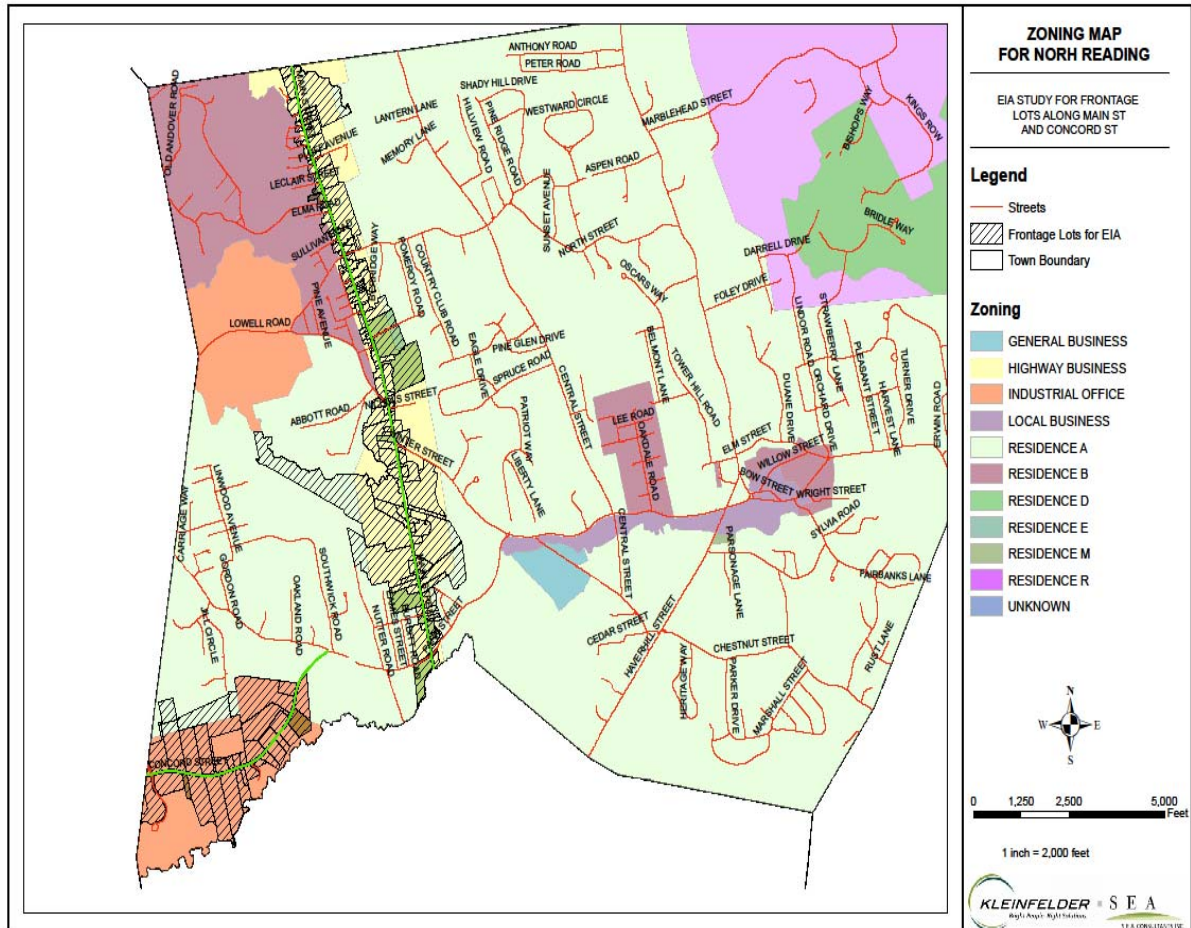 ZONING MAP
FOR NORH READING
EIA STUDY FOR FRONTAGE
LOTS ALONG MAIN ST
AND CONCORD ST
Legend
Streets
Frontage Lots for EIA
Town Boundary
Zoning
GENERAL BUSINESS
HIGHWAY BUSINESS
INDUSTRIAL OFFICE
LOCAL BUSINESS
RESIDENCE A
RESIDENCE B
RESIDENCE D
RESIDENCE E
RESIDENCE M
RESIDENCE R
UNKNOWN
N
W E
S
0 1,250 2,500 5,000
Feet
1 inch = 2,000 feet
KLEINFELDER
Bright People. Right Solutions.
SEA
S E A CONSULTANTS INC.
ANTHONY ROAD
PETER ROAD
SHADY HILL DRIVE
WESTWARD CIRCLE
OLD ANDOVER ROAD
LANTERN LANE
MEMORY LANE
HILLVIEW ROAD
PINE RIDGE ROAD
MARBLEHEAD STREET
BISHOPS WAY
KINGS ROW
LECLAIR STREET
ELMA ROAD
ASPEN ROAD
SUNSET AVENUE
NORTH STREET
BRIDLE WAY
DARRELL DRIVE
POMEROY ROAD
COUNTRY CLUB ROAD
OSCARS WAY
FOLEY DRIVE
LOWELL ROAD
PINE AVENUE
EAGLE DRIVE
PINE GLEN DRIVE
SPRUCE ROAD
BELMONT LANE
TOWER HILL ROAD
LINDOR ROAD
STRAWBERRY LANE
ORCHARD DRIVE
DUANE DRIVE
PLEASANT STREET
HARVEST LANE
TURNER DRIVE
ERWIN ROAD
ABBOTT ROAD
PATRIOT WAY
CENTRAL STREET
LEE ROAD
OAKDALE ROAD
ELM STREET
WILLOW STREET
LIBERTY LANE
BOW STREET
WRIGHT STREET
SYLVIA ROAD
CARRIAGE WAY
LINWOOD AVENUE
GORDON ROAD
SOUTHWICK ROAD
OAKLAND ROAD
JILL CIRCLE
NUTTER ROAD
CENTRAL STREET
PARSONAGE LANE
FAIRBANKS LANE
CEDAR STREET
HAVERHILL STREET
CHESTNUT STREET
HERITAGE WAY
PARKER DRIVE
MARSHALL STREET
RUST LANE
CONCORD STREET